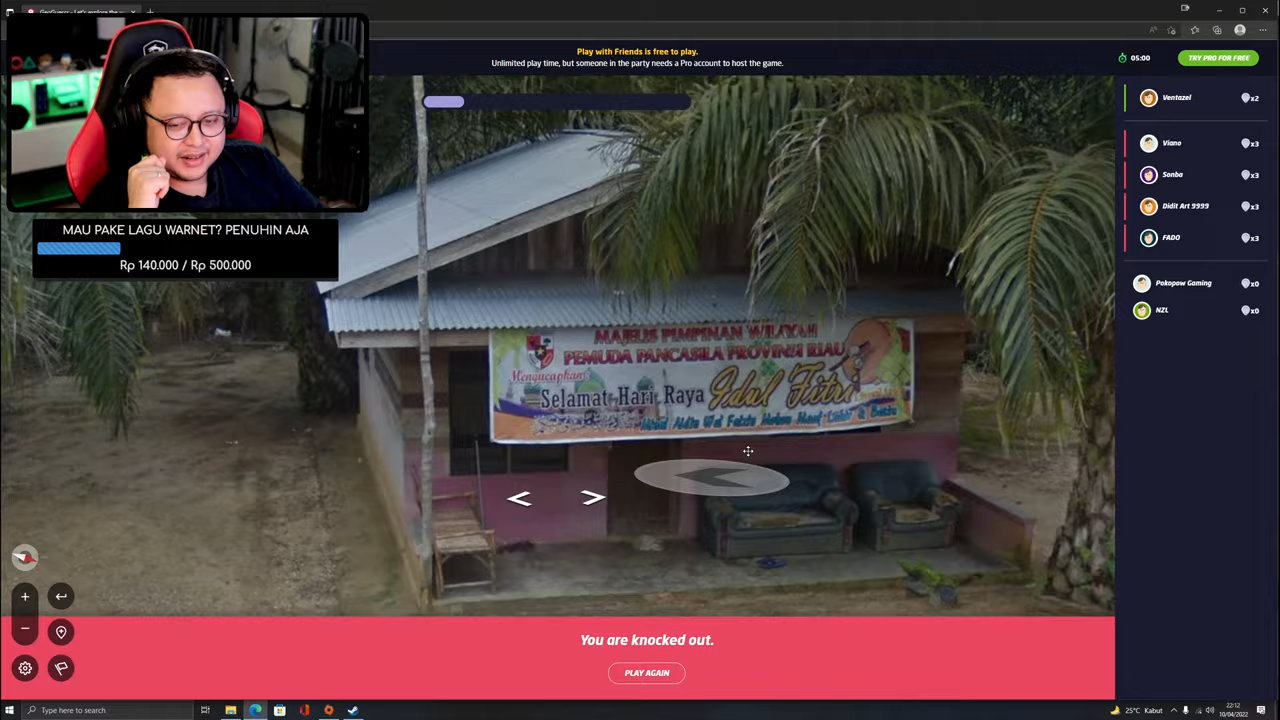 GeoGuessr - Let's explore the w
Play with Friends is free to play.
Unlimited play time, but someone in the party needs a Pro account to host the game.
05:00
TRY PRO FOR FREE
MAU PAKE LAGU WARNET? PENUHIN AJA
Rp 140.000 / Rp 500.000
MAJELIS PIMPINAN WILAYAH
PEMUDA PANCASILA PROVINSI RIAU
Mengucapkan
Selamat Hari Raya Idul Fitri
Ventazel x2
Viano x3
Sonba x3
Didit Art 9999 x3
FADO x3
Pokopow Gaming x0
NZL x0
You are knocked out.
PLAY AGAIN
Type here to search
25°C Kabut
22:12
10/04/2022